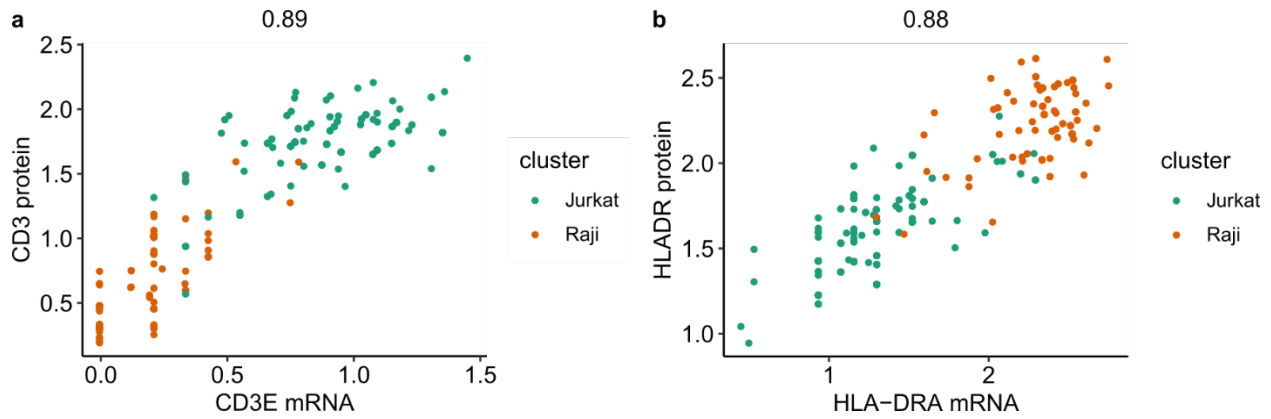 a
0.89
CD3 protein
2.5
2.0
1.5
1.0
0.5
0.0
0.5
1.0
1.5
CD3E mRNA
cluster
Jurkat
Raji
b
0.88
HLADR protein
2.5
2.0
1.5
1.0
1
2
HLA−DRA mRNA
cluster
Jurkat
Raji